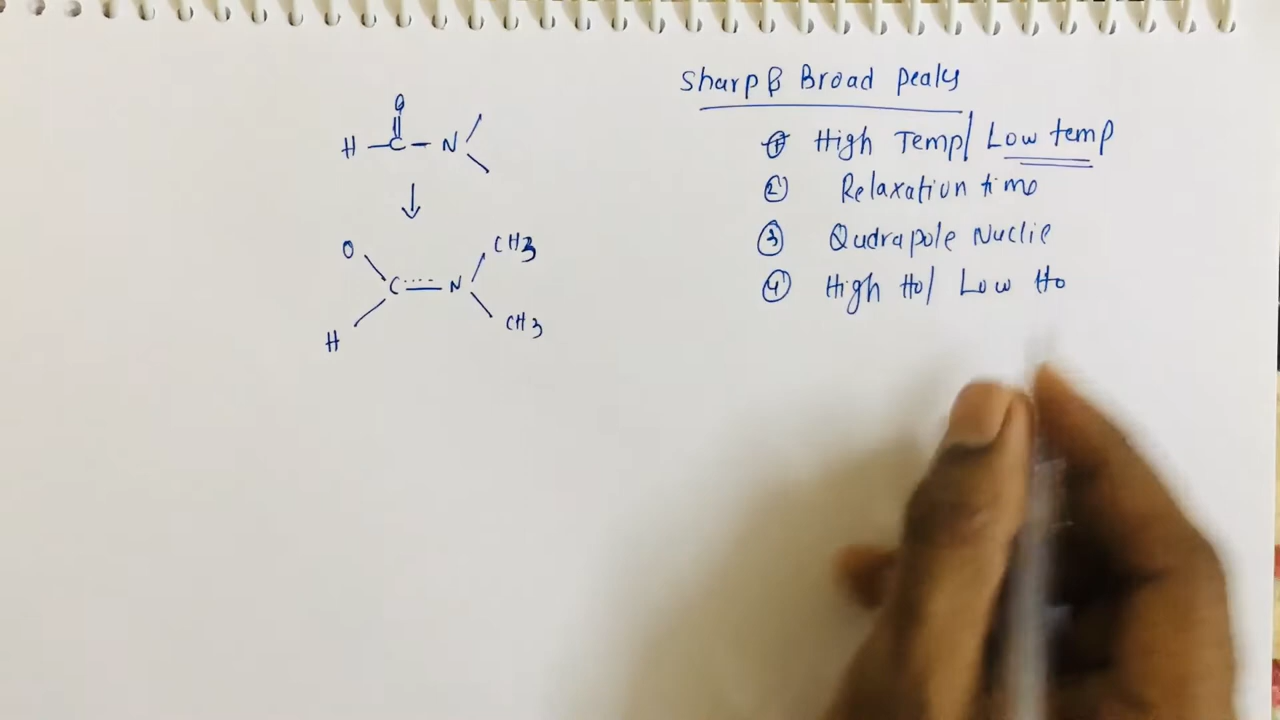 Sharp & Broad Pealy
① High Temp/ Low temp
② Relaxation time
③ Qudrapole Nuclie
④ High Ho/ Low Ho
O
H - C - N
O CH3
C N
H CH3